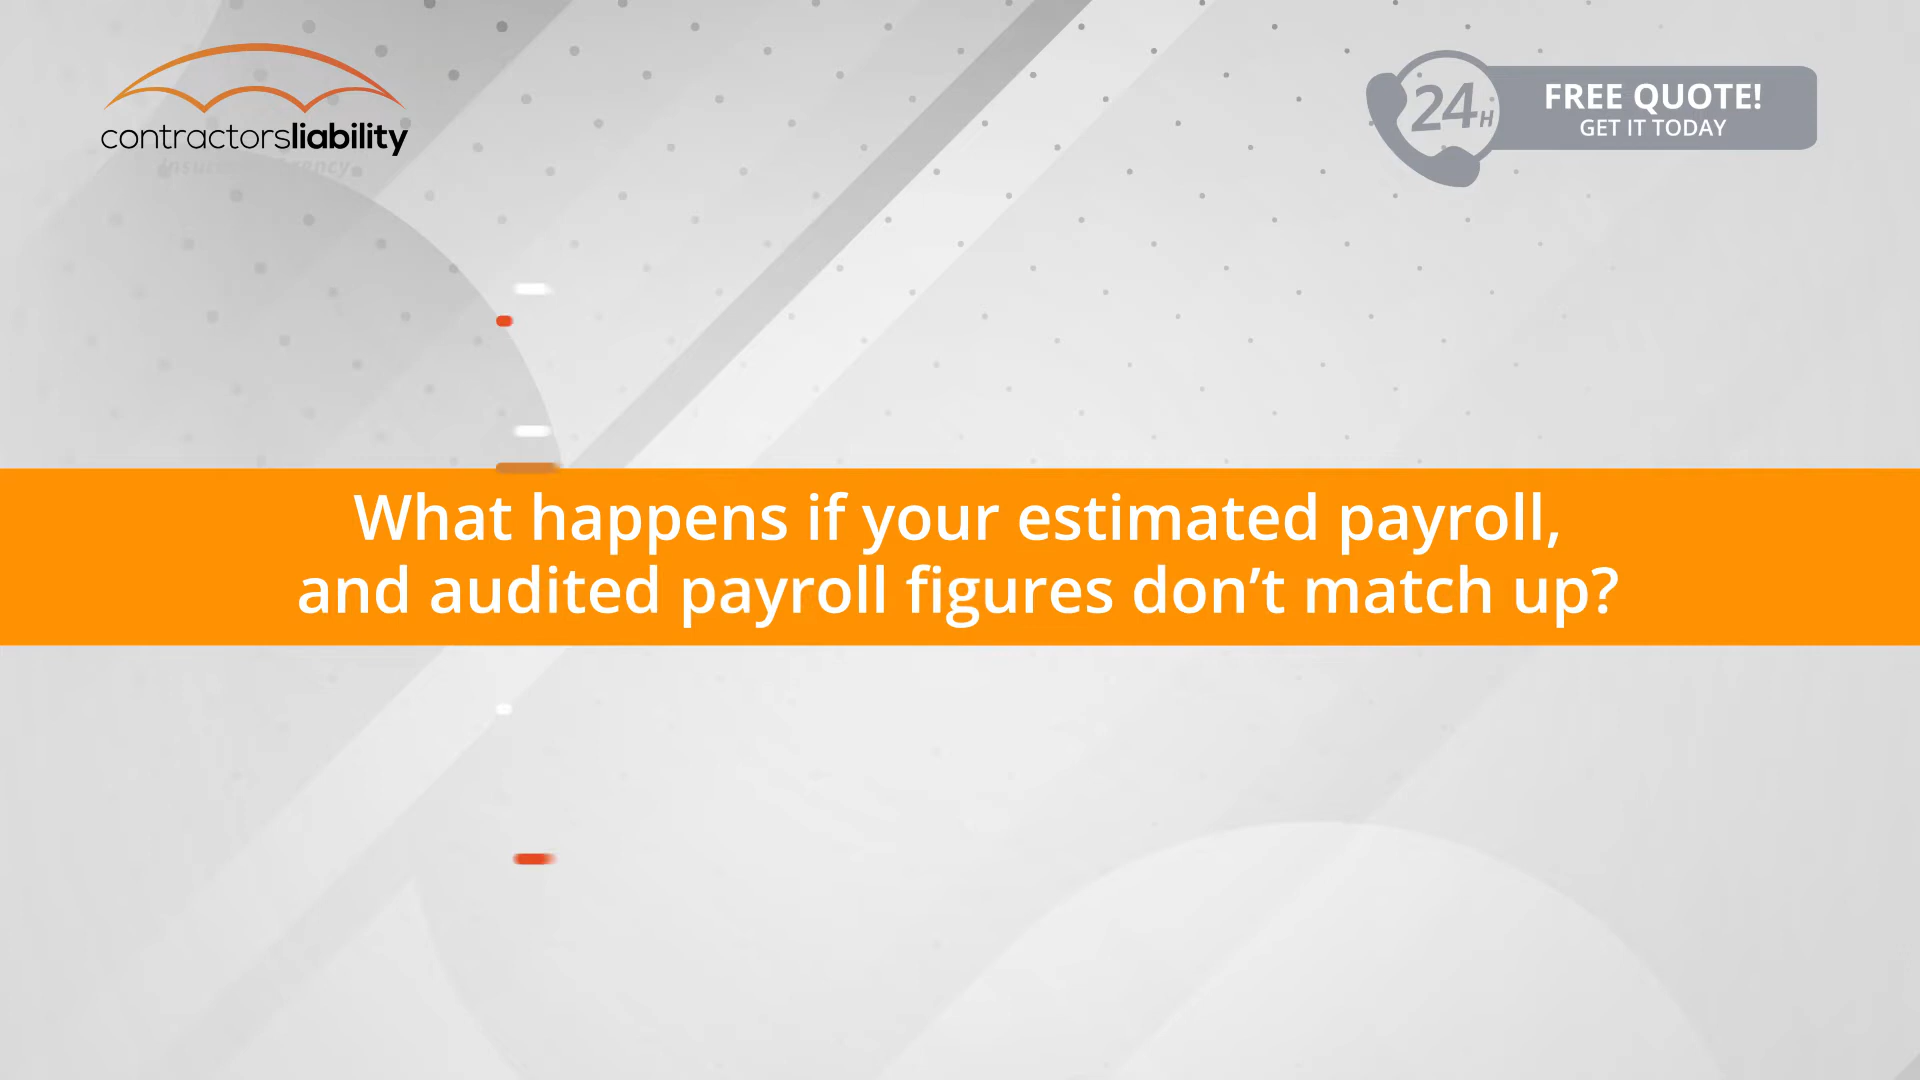 contractorsliability
24H
FREE QUOTE!
GET IT TODAY
What happens if your estimated payroll,
and audited payroll figures don’t match up?